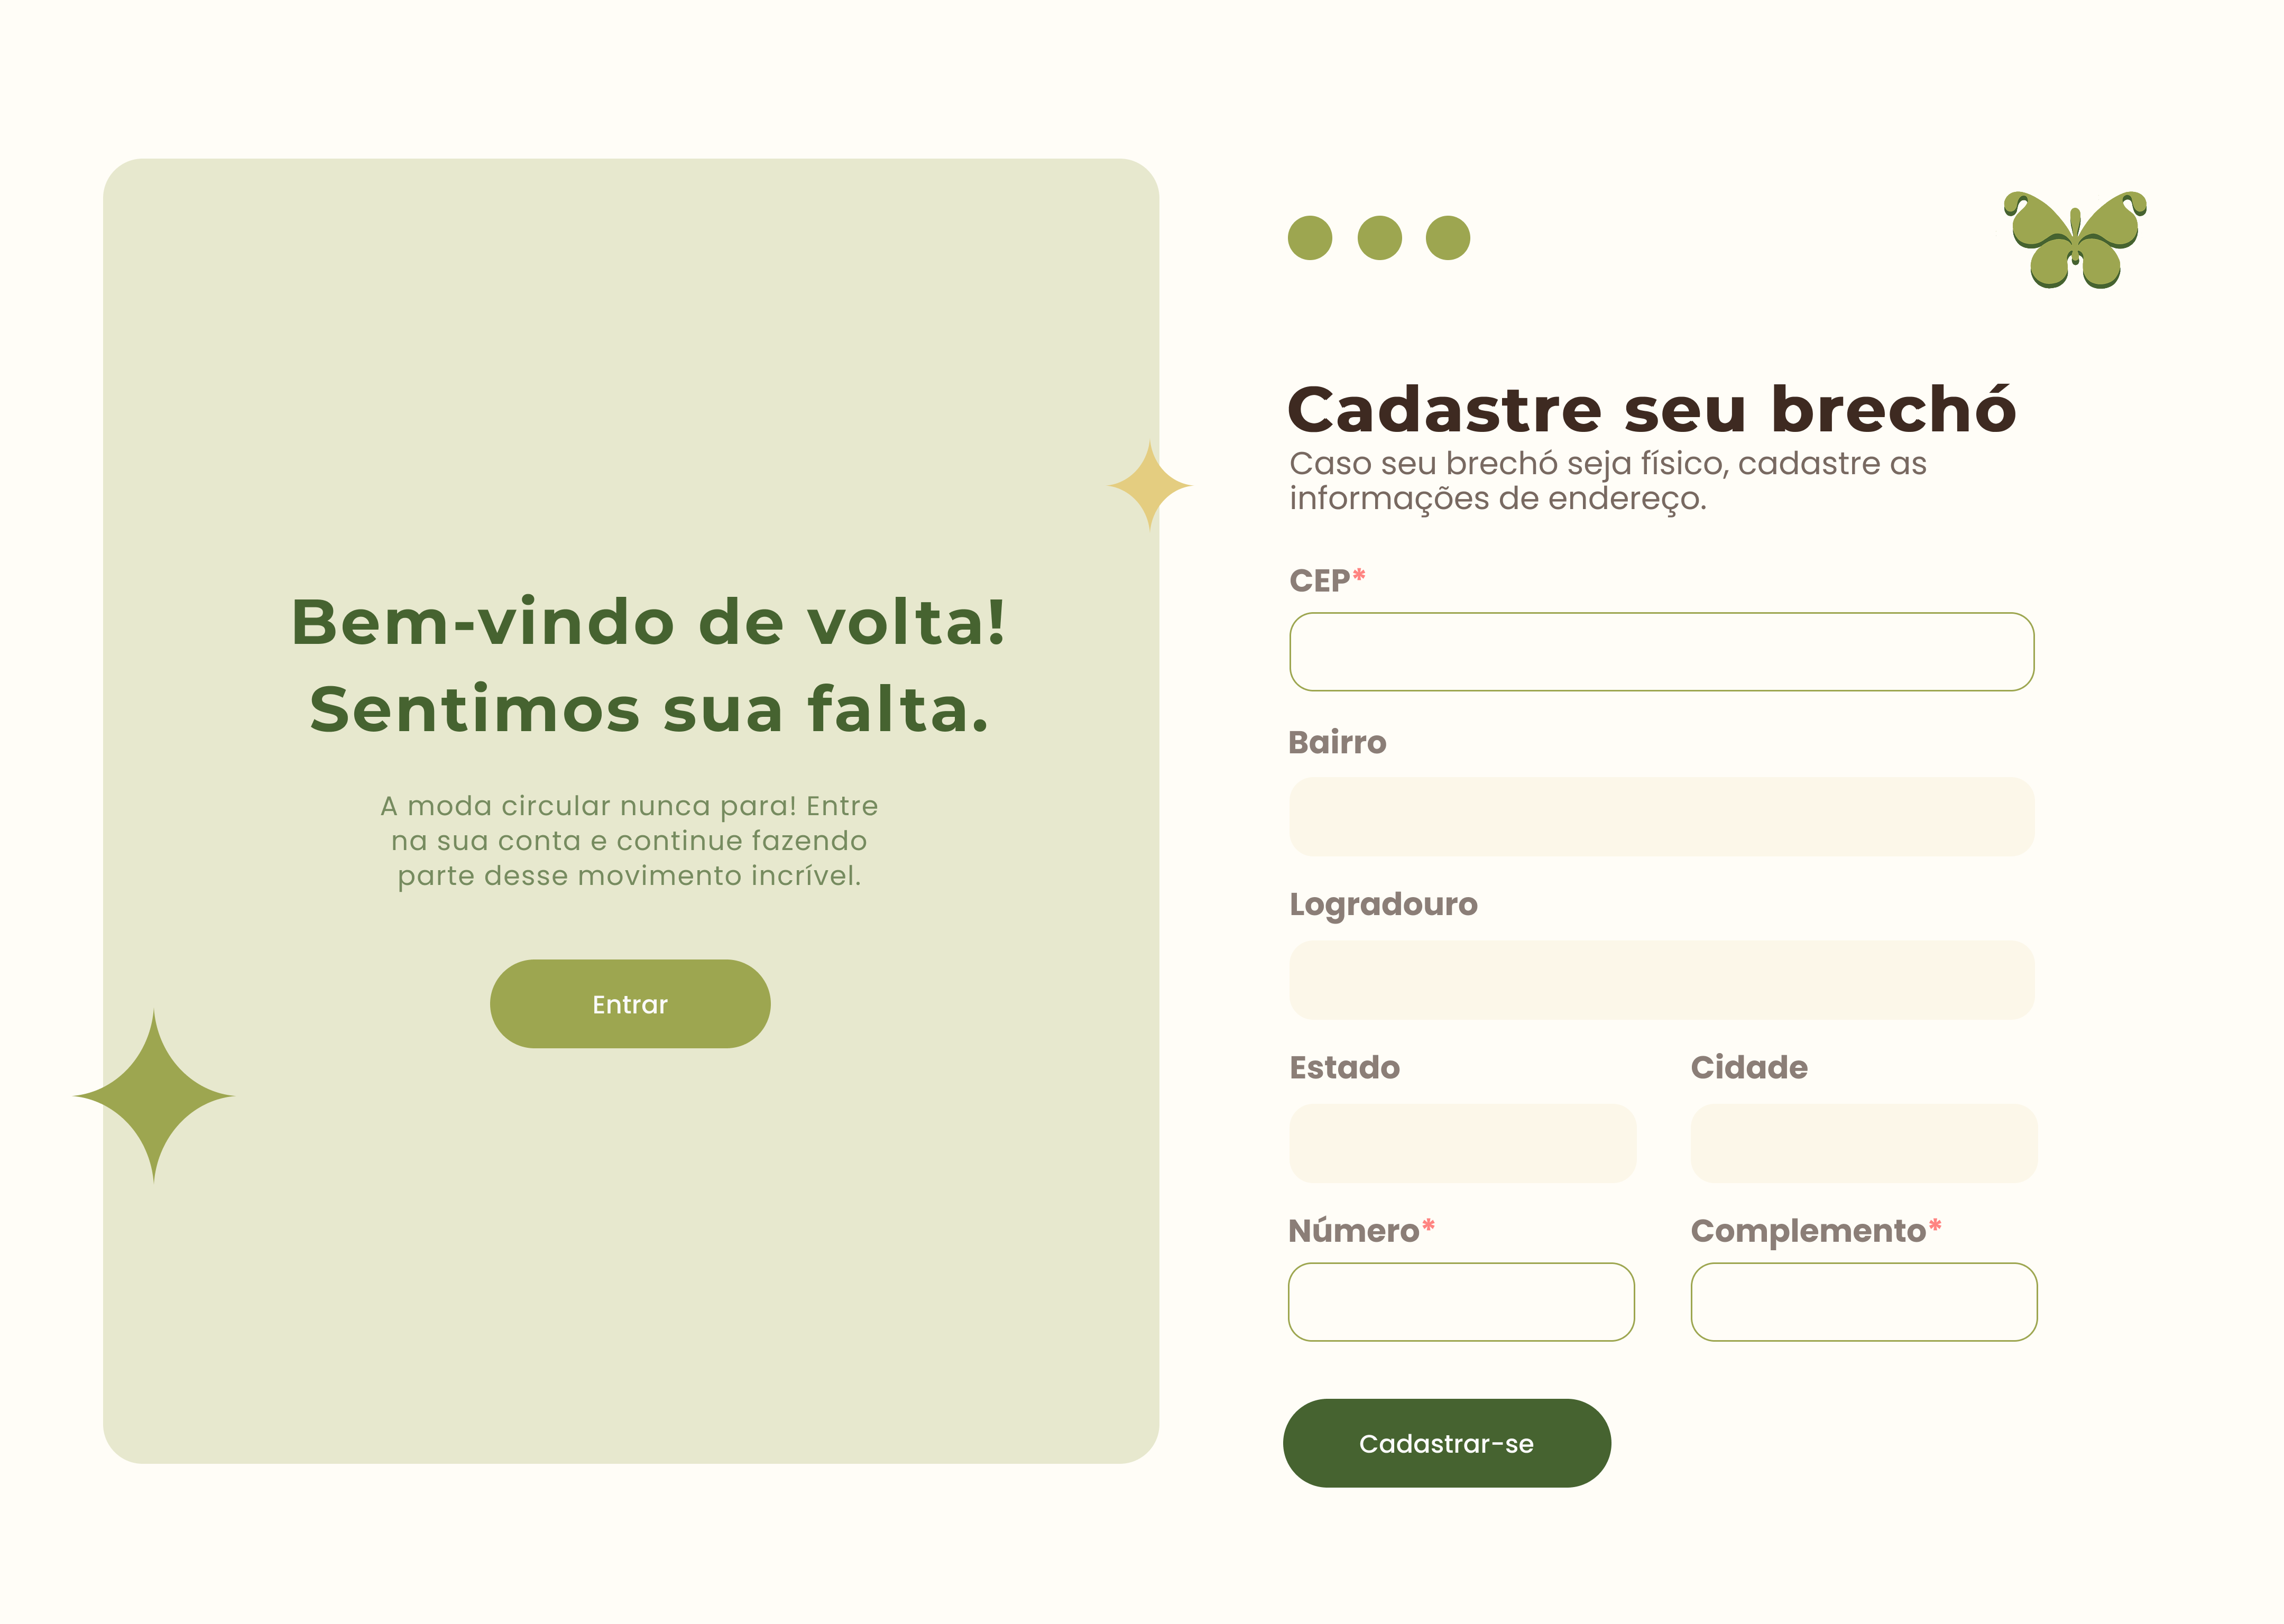 Bem-vindo de volta!
Sentimos sua falta.
A moda circular nunca para! Entre
na sua conta e continue fazendo
parte desse movimento incrível.
Entrar
Cadastre seu brechó
Caso seu brechó seja físico, cadastre as
informações de endereço.
CEP*
Bairro
Logradouro
Estado
Cidade
Número*
Complemento*
Cadastrar-se